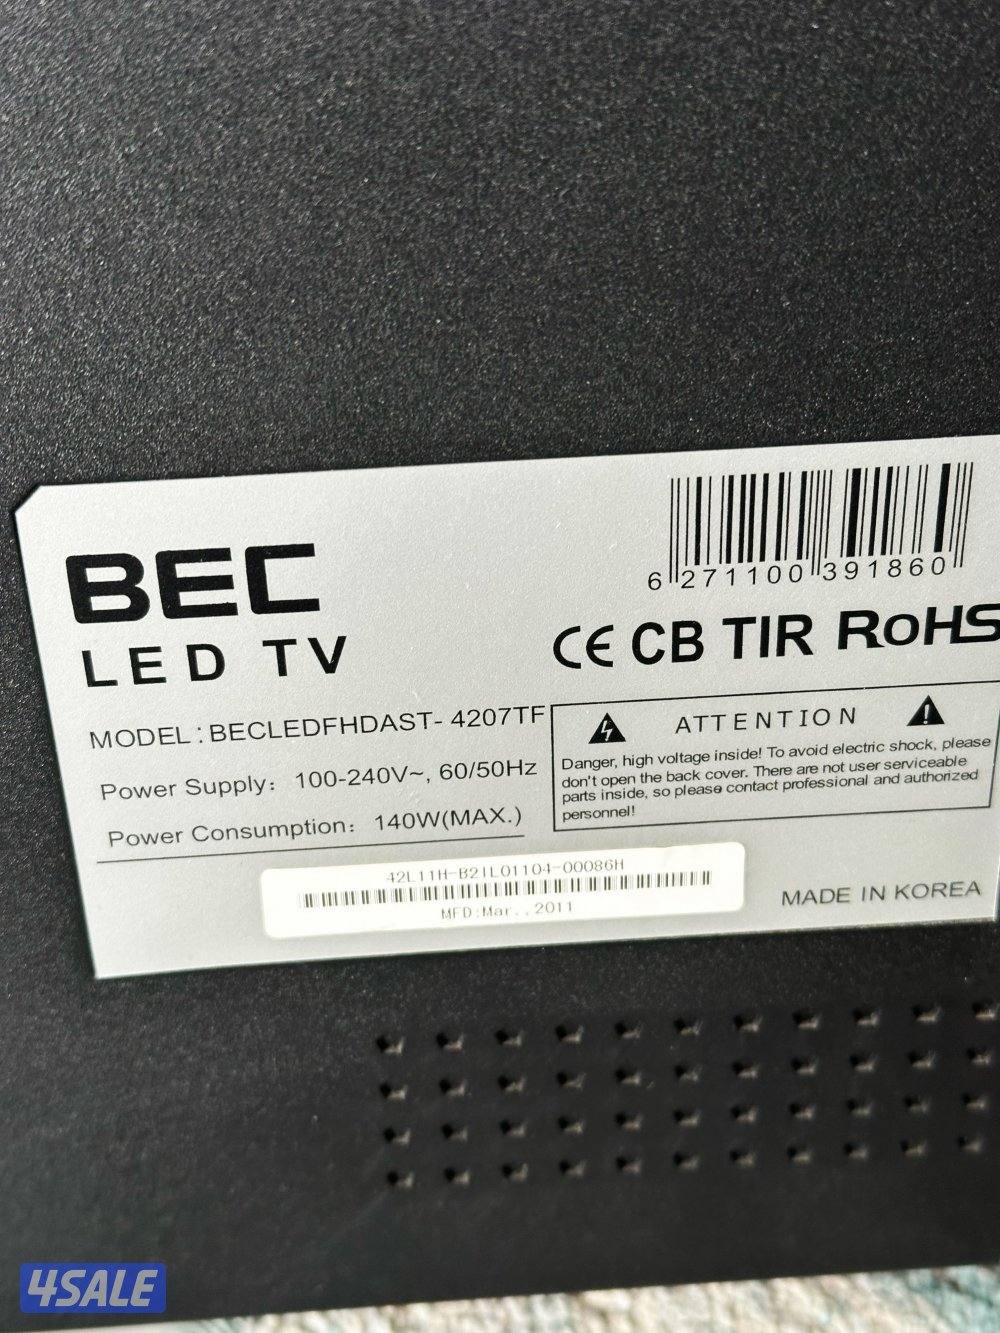 BEC
LED TV
6 271100 391860
CE CB TIR RoHS
MODEL: BECLEDFHDAST- 4207TF
Power Supply: 100-240V~, 60/50Hz
Power Consumption: 140W(MAX.)
ATTENTION
Danger, high voltage inside! To avoid electric shock, please
don't open the back cover. There are not user serviceable
parts inside, so please contact professional and authorized
personnel!
42L11H-B2IL01104-00086H
MFD:Mar., 2011
MADE IN KOREA
4SALE